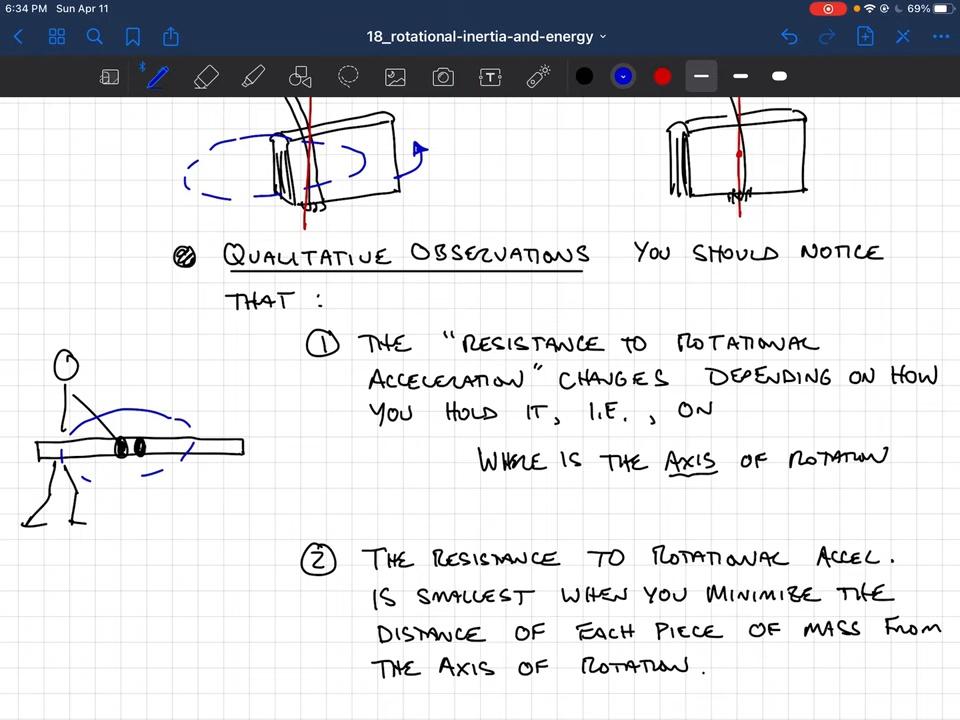 6:34 PM Sun Apr 11
69%
18_rotational-inertia-and-energy
T
QUALITATIVE OBSERVATIONS YOU SHOULD NOTICE
THAT :
1 THE "RESISTANCE TO ROTATIONAL
ACCELERATION" CHANGES DEPENDING ON HOW
YOU HOLD IT, I.E., ON
WHERE IS THE AXIS OF ROTATION
2 THE RESISTANCE TO ROTATIONAL ACCEL.
IS SMALLEST WHEN YOU MINIMIZE THE
DISTANCE OF EACH PIECE OF MASS FROM
THE AXIS OF ROTATION.